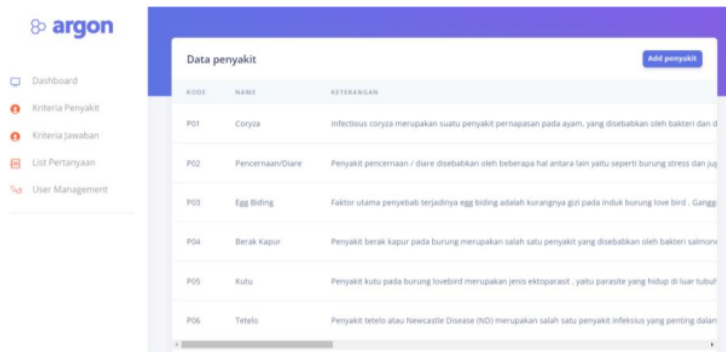 argon
Dashboard
Kriteria Penyakit
Kriteria Jawaban
List Pertanyaan
User Management
Data penyakit
Add penyakit
KODE NAME KETERANGAN
P01 Coryza Infectious coryza merupakan suatu penyakit pernapasan pada ayam, yang disebabkan oleh bakteri dan d
P02 Pencernaan/Diare Penyakit pencernaan / diare disebabkan oleh beberapa hal antara lain yaitu seperti burung stress dan jug
P03 Egg Biding Faktor utama penyebab terjadinya egg biding adalah kurangnya gizi pada induk burung love bird . Gangg
P04 Berak Kapur Penyakit berak kapur pada burung merupakan salah satu penyakit yang disebabkan oleh bakteri salmone
P05 Kutu Penyakit kutu pada burung lovebird merupakan jenis ektoparasit , yaitu parasite yang hidup di luar tubuh
P06 Tetelo Penyakit tetelo atau Newcastle Disease (ND) merupakan salah satu penyakit infeksius yang penting dalam